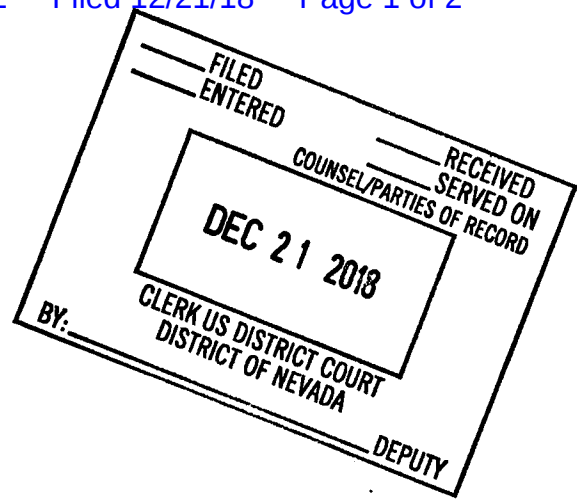 Filed 12/21/18 Page 1 of 2
FILED
ENTERED
RECEIVED
SERVED ON
COUNSEL/PARTIES OF RECORD
DEC 21 2018
CLERK US DISTRICT COURT
DISTRICT OF NEVADA
BY:
DEPUTY